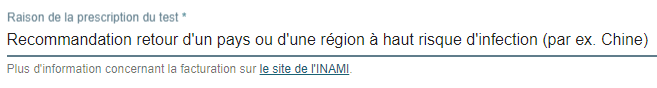 Raison de la prescription du test *
Recommandation retour d'un pays ou d'une région à haut risque d'infection (par ex. Chine)
Plus d'information concernant la facturation sur le site de l'INAMI.